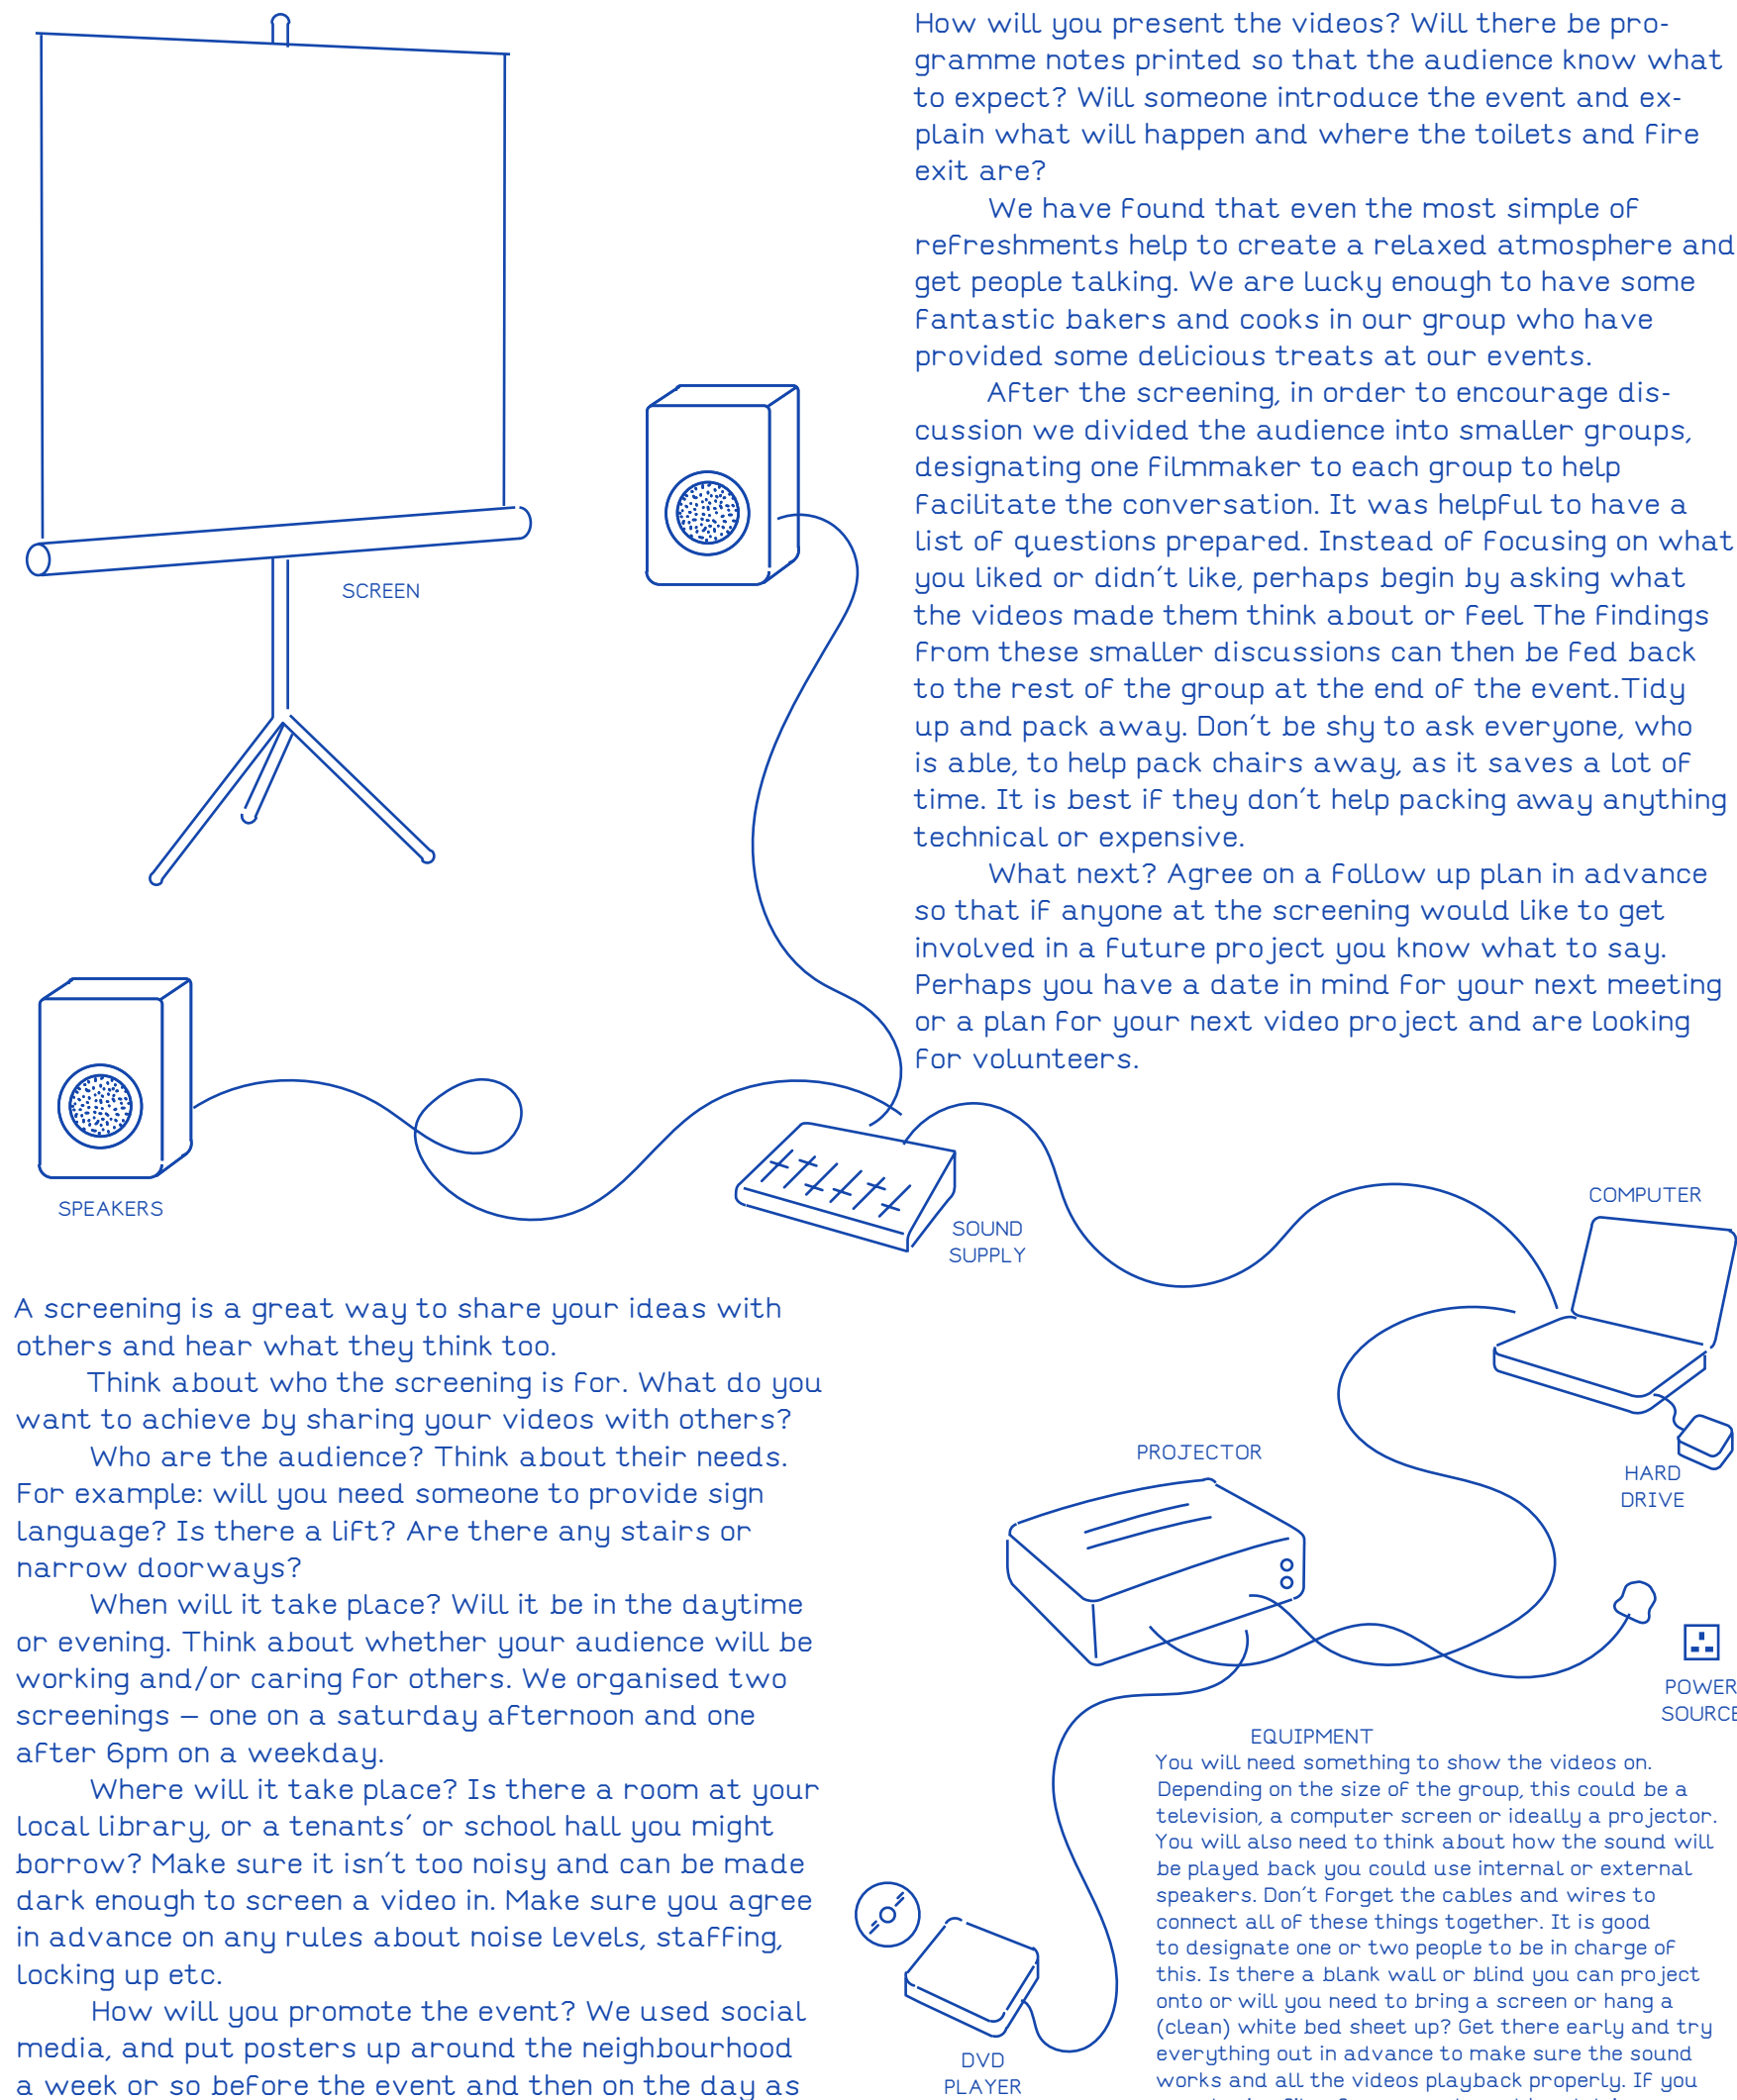 SCREEN
SPEAKERS
SOUND
SUPPLY
COMPUTER
HARD
DRIVE
PROJECTOR
POWER
SOURCE
DVD
PLAYER
A screening is a great way to share your ideas with
others and hear what they think too.
Think about who the screening is for. What do you
want to achieve by sharing your videos with others?
Who are the audience? Think about their needs.
For example: will you need someone to provide sign
language? Is there a lift? Are there any stairs or
narrow doorways?
When will it take place? Will it be in the daytime
or evening. Think about whether your audience will be
working and/or caring for others. We organised two
screenings – one on a saturday afternoon and one
after 6pm on a weekday.
Where will it take place? Is there a room at your
local library, or a tenants' or school hall you might
borrow? Make sure it isn't too noisy and can be made
dark enough to screen a video in. Make sure you agree
in advance on any rules about noise levels, staffing,
locking up etc.
How will you promote the event? We used social
media, and put posters up around the neighbourhood
a week or so before the event and then on the day as
How will you present the videos? Will there be pro-
gramme notes printed so that the audience know what
to expect? Will someone introduce the event and ex-
plain what will happen and where the toilets and fire
exit are?
We have found that even the most simple of
refreshments help to create a relaxed atmosphere and
get people talking. We are lucky enough to have some
fantastic bakers and cooks in our group who have
provided some delicious treats at our events.
After the screening, in order to encourage dis-
cussion we divided the audience into smaller groups,
designating one filmmaker to each group to help
facilitate the conversation. It was helpful to have a
list of questions prepared. Instead of focusing on what
you liked or didn't like, perhaps begin by asking what
the videos made them think about or feel The findings
from these smaller discussions can then be fed back
to the rest of the group at the end of the event.Tidy
up and pack away. Don't be shy to ask everyone, who
is able, to help pack chairs away, as it saves a lot of
time. It is best if they don't help packing away anything
technical or expensive.
What next? Agree on a follow up plan in advance
so that if anyone at the screening would like to get
involved in a future project you know what to say.
Perhaps you have a date in mind for your next meeting
or a plan for your next video project and are looking
for volunteers.
EQUIPMENT
You will need something to show the videos on.
Depending on the size of the group, this could be a
television, a computer screen or ideally a projector.
You will also need to think about how the sound will
be played back you could use internal or external
speakers. Don't forget the cables and wires to
connect all of these things together. It is good
to designate one or two people to be in charge of
this. Is there a blank wall or blind you can project
onto or will you need to bring a screen or hang a
(clean) white bed sheet up? Get there early and try
everything out in advance to make sure the sound
works and all the videos playback properly. If you